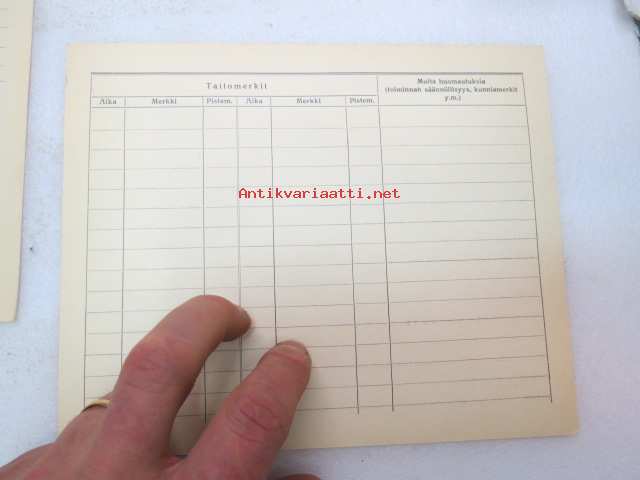 Taitomerkit
Muita huomautuksia
(toiminnan säännöllisyys, kunniamerkit
y.m.)
Aika Merkki Pistem. Aika Merkki Pistem.
Antikvariaatti.net